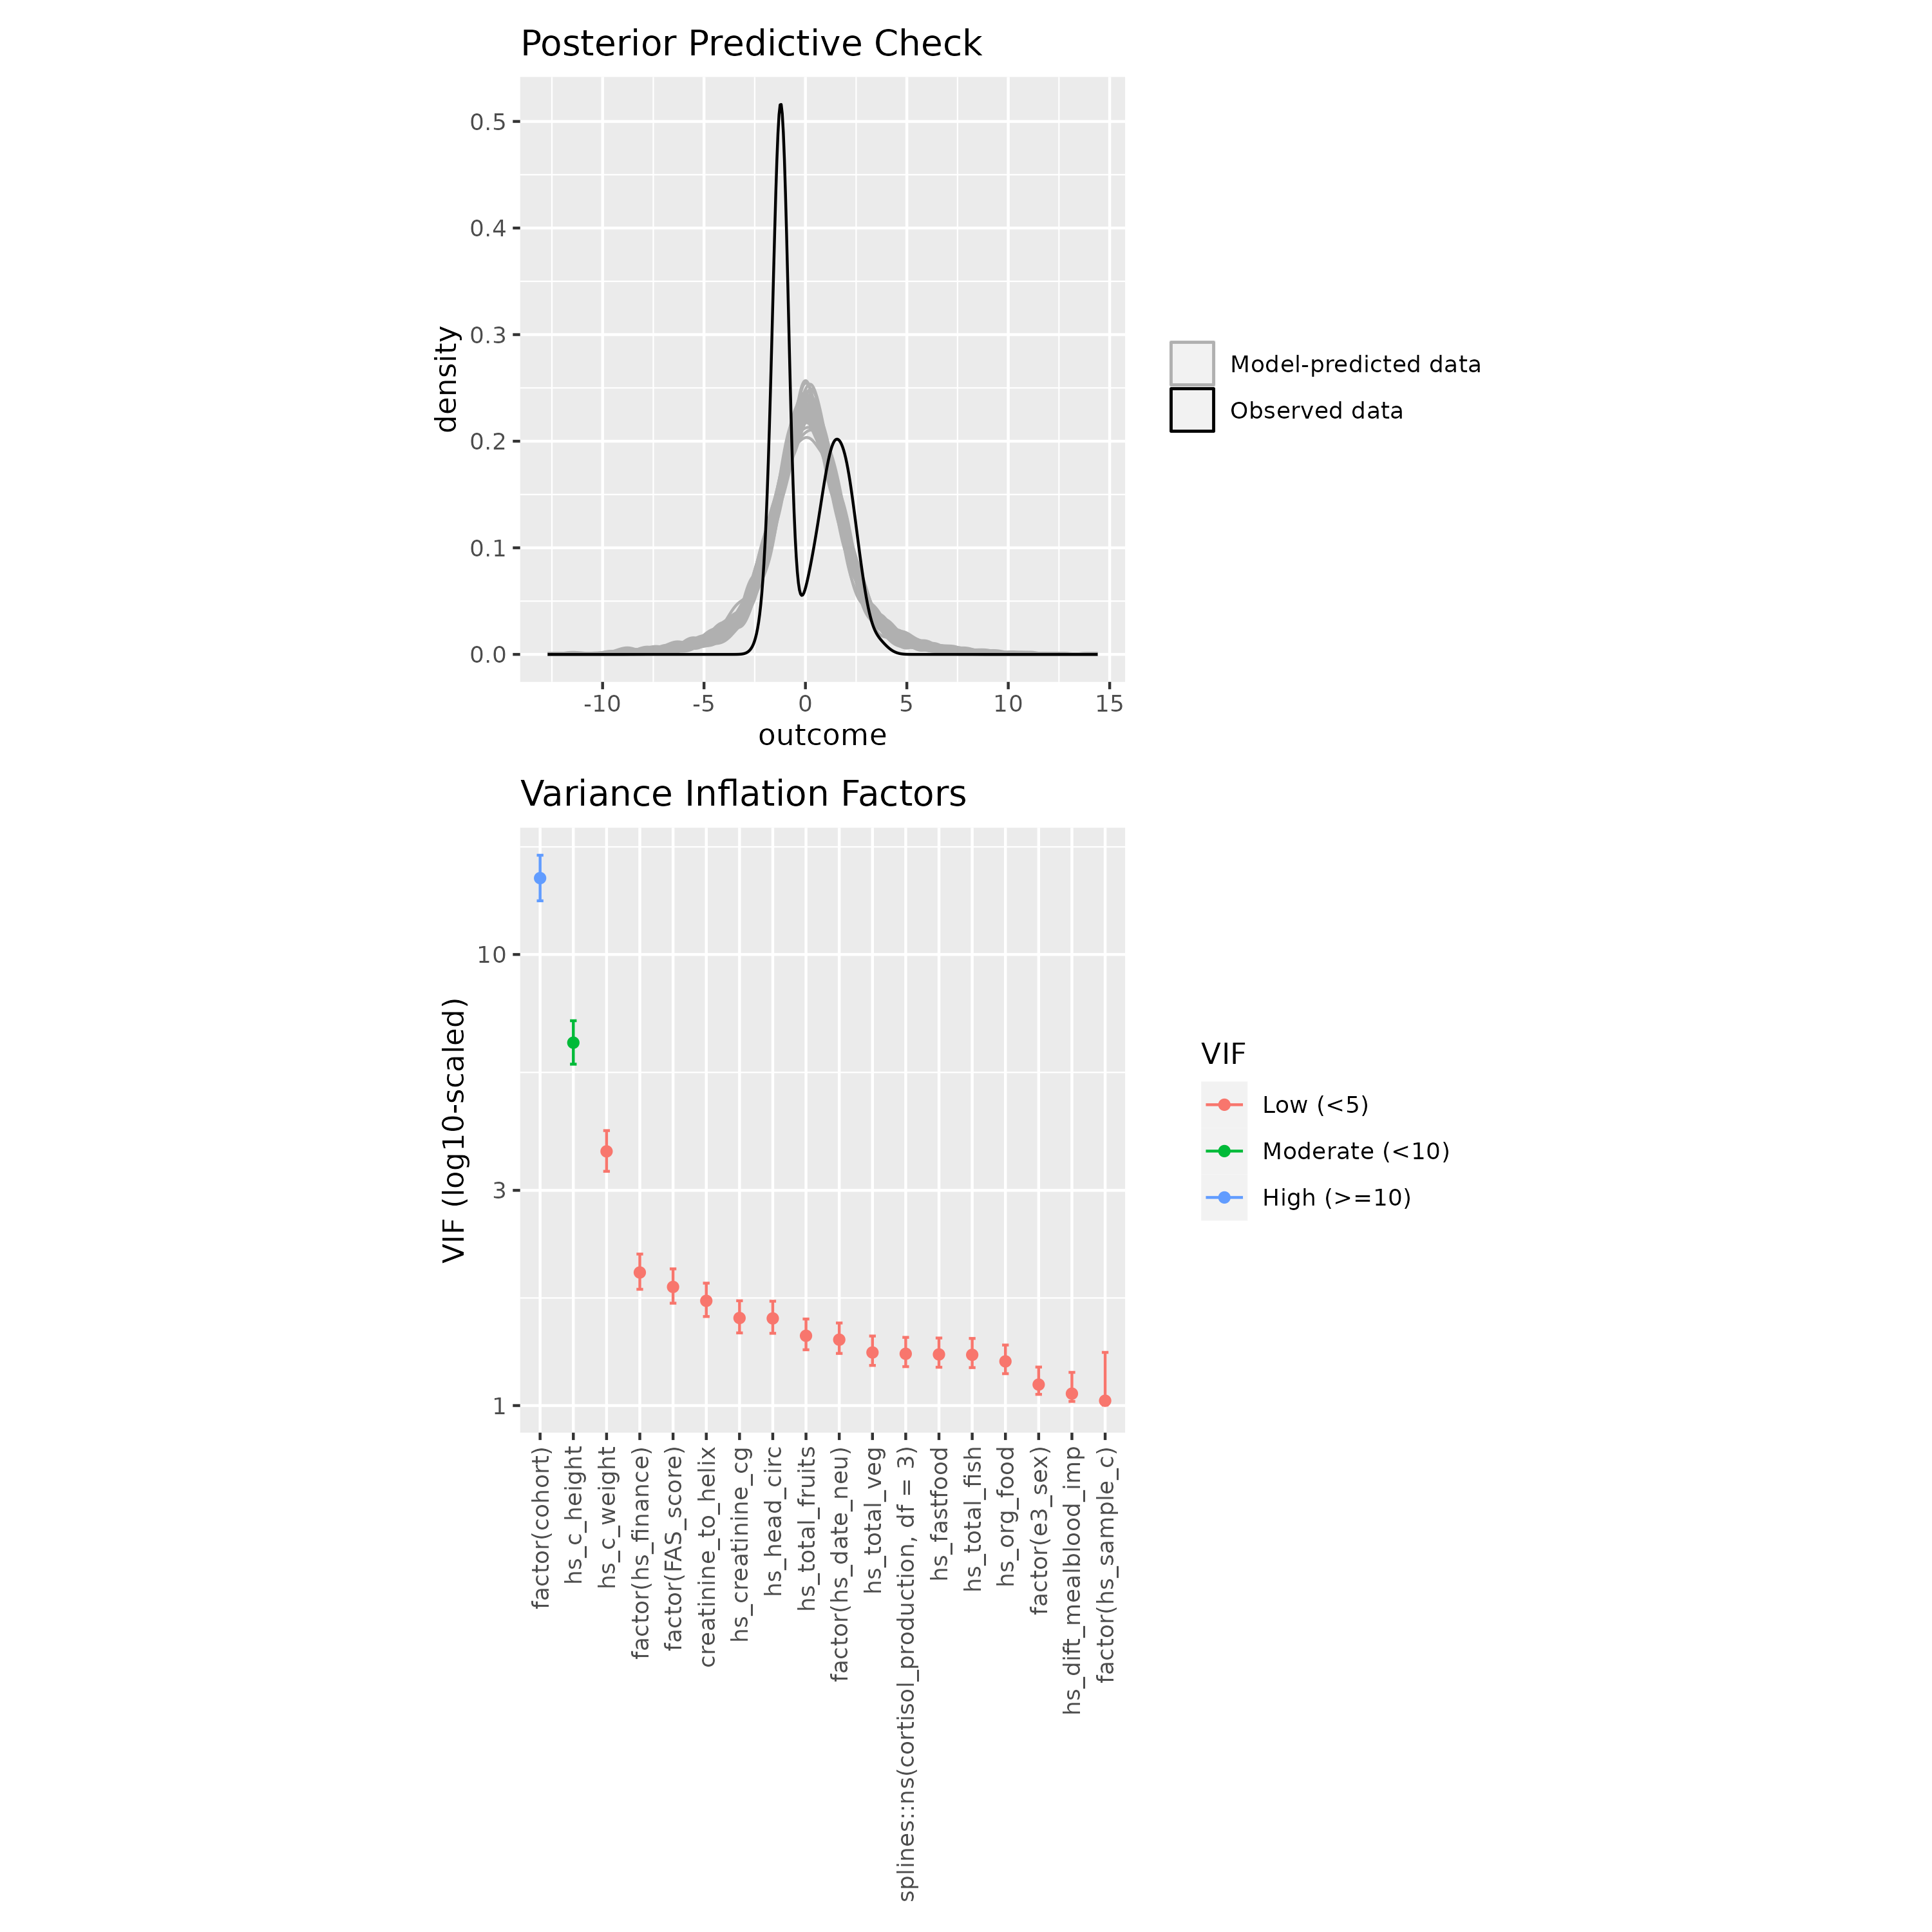 Posterior Predictive Check
0.5
0.4
0.3
0.2
0.1
0.0
density
-10 -5 0 5 10 15
outcome
Model-predicted data
Observed data
Variance Inflation Factors
10
3
1
VIF (log10-scaled)
factor(cohort)
hs_c_height
hs_c_weight
factor(hs_finance)
factor(FAS_score)
creatinine_to_helix
hs_creatinine_cg
hs_head_circ
hs_total_fruits
factor(hs_date_neu)
hs_total_veg
splines::ns(cortisol_production, df = 3)
hs_fastfood
hs_total_fish
hs_org_food
factor(e3_sex)
hs_dift_mealblood_imp
factor(hs_sample_c)
VIF
Low (<5)
Moderate (<10)
High (>=10)